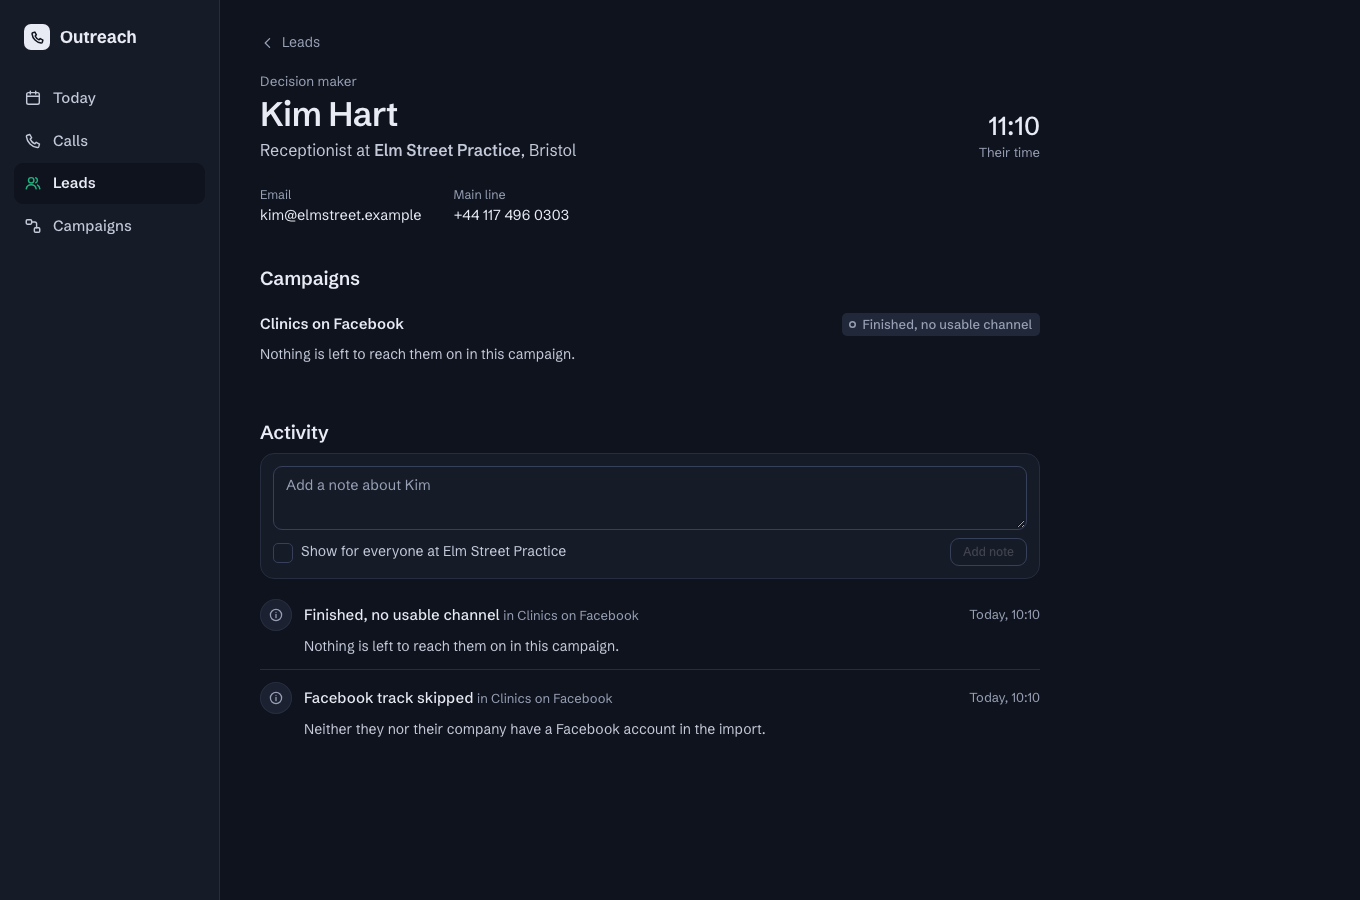 Outreach
Today
Calls
Leads
Campaigns
Leads
Decision maker
Kim Hart
Receptionist at Elm Street Practice, Bristol
11:10
Their time
Email
kim@elmstreet.example
Main line
+44 117 496 0303
Campaigns
Clinics on Facebook
Finished, no usable channel
Nothing is left to reach them on in this campaign.
Activity
Add a note about Kim
Show for everyone at Elm Street Practice
Add note
Finished, no usable channel in Clinics on Facebook
Today, 10:10
Nothing is left to reach them on in this campaign.
Facebook track skipped in Clinics on Facebook
Today, 10:10
Neither they nor their company have a Facebook account in the import.